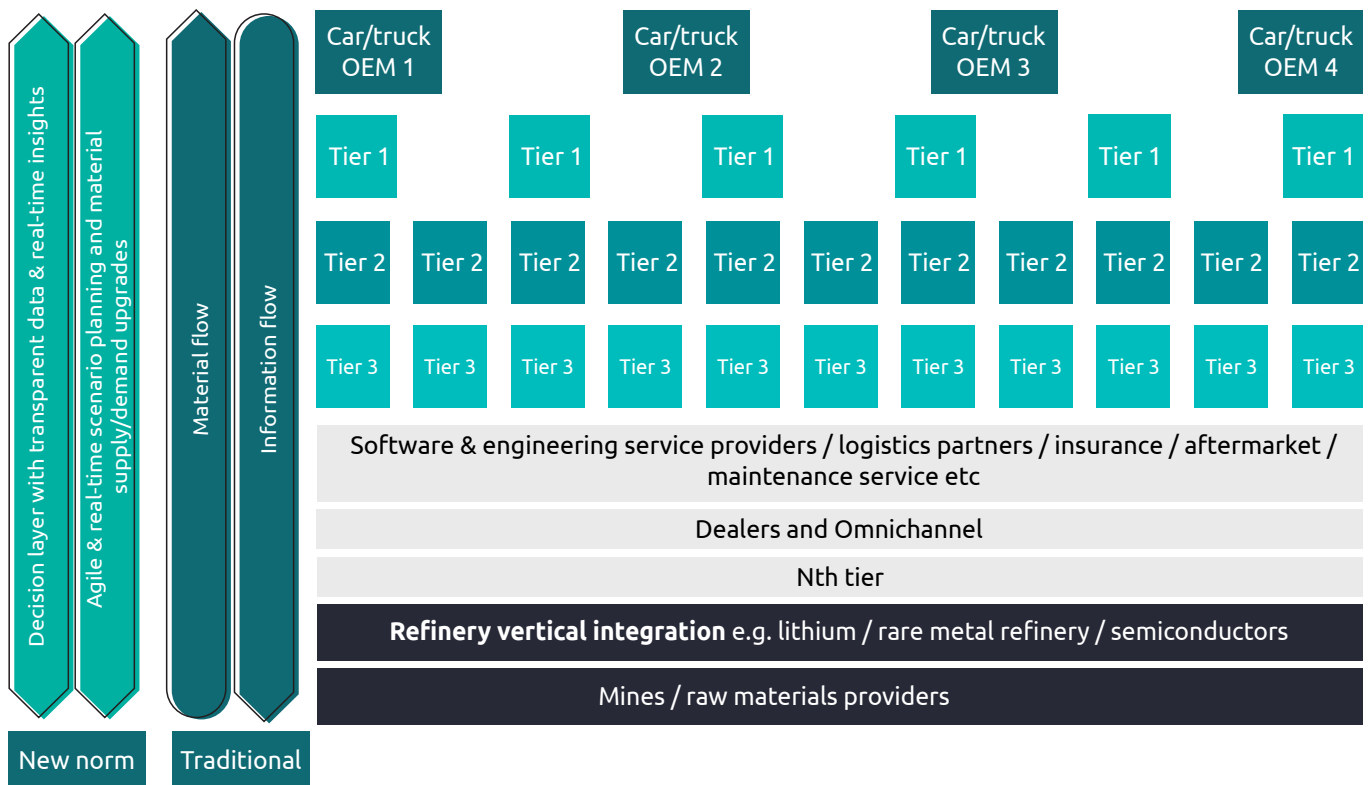 Decision layer with transparent data & real-time insights
Agile & real-time scenario planning and material
supply/demand upgrades
Material flow
Information flow
New norm
Traditional
Car/truck
OEM 1
Car/truck
OEM 2
Car/truck
OEM 3
Car/truck
OEM 4
Tier 1
Tier 1
Tier 1
Tier 1
Tier 1
Tier 1
Tier 2
Tier 2
Tier 2
Tier 2
Tier 2
Tier 2
Tier 2
Tier 2
Tier 2
Tier 2
Tier 2
Tier 3
Tier 3
Tier 3
Tier 3
Tier 3
Tier 3
Tier 3
Tier 3
Tier 3
Tier 3
Tier 3
Software & engineering service providers / logistics partners / insurance / aftermarket /
maintenance service etc
Dealers and Omnichannel
Nth tier
Refinery vertical integration e.g. lithium / rare metal refinery / semiconductors
Mines / raw materials providers